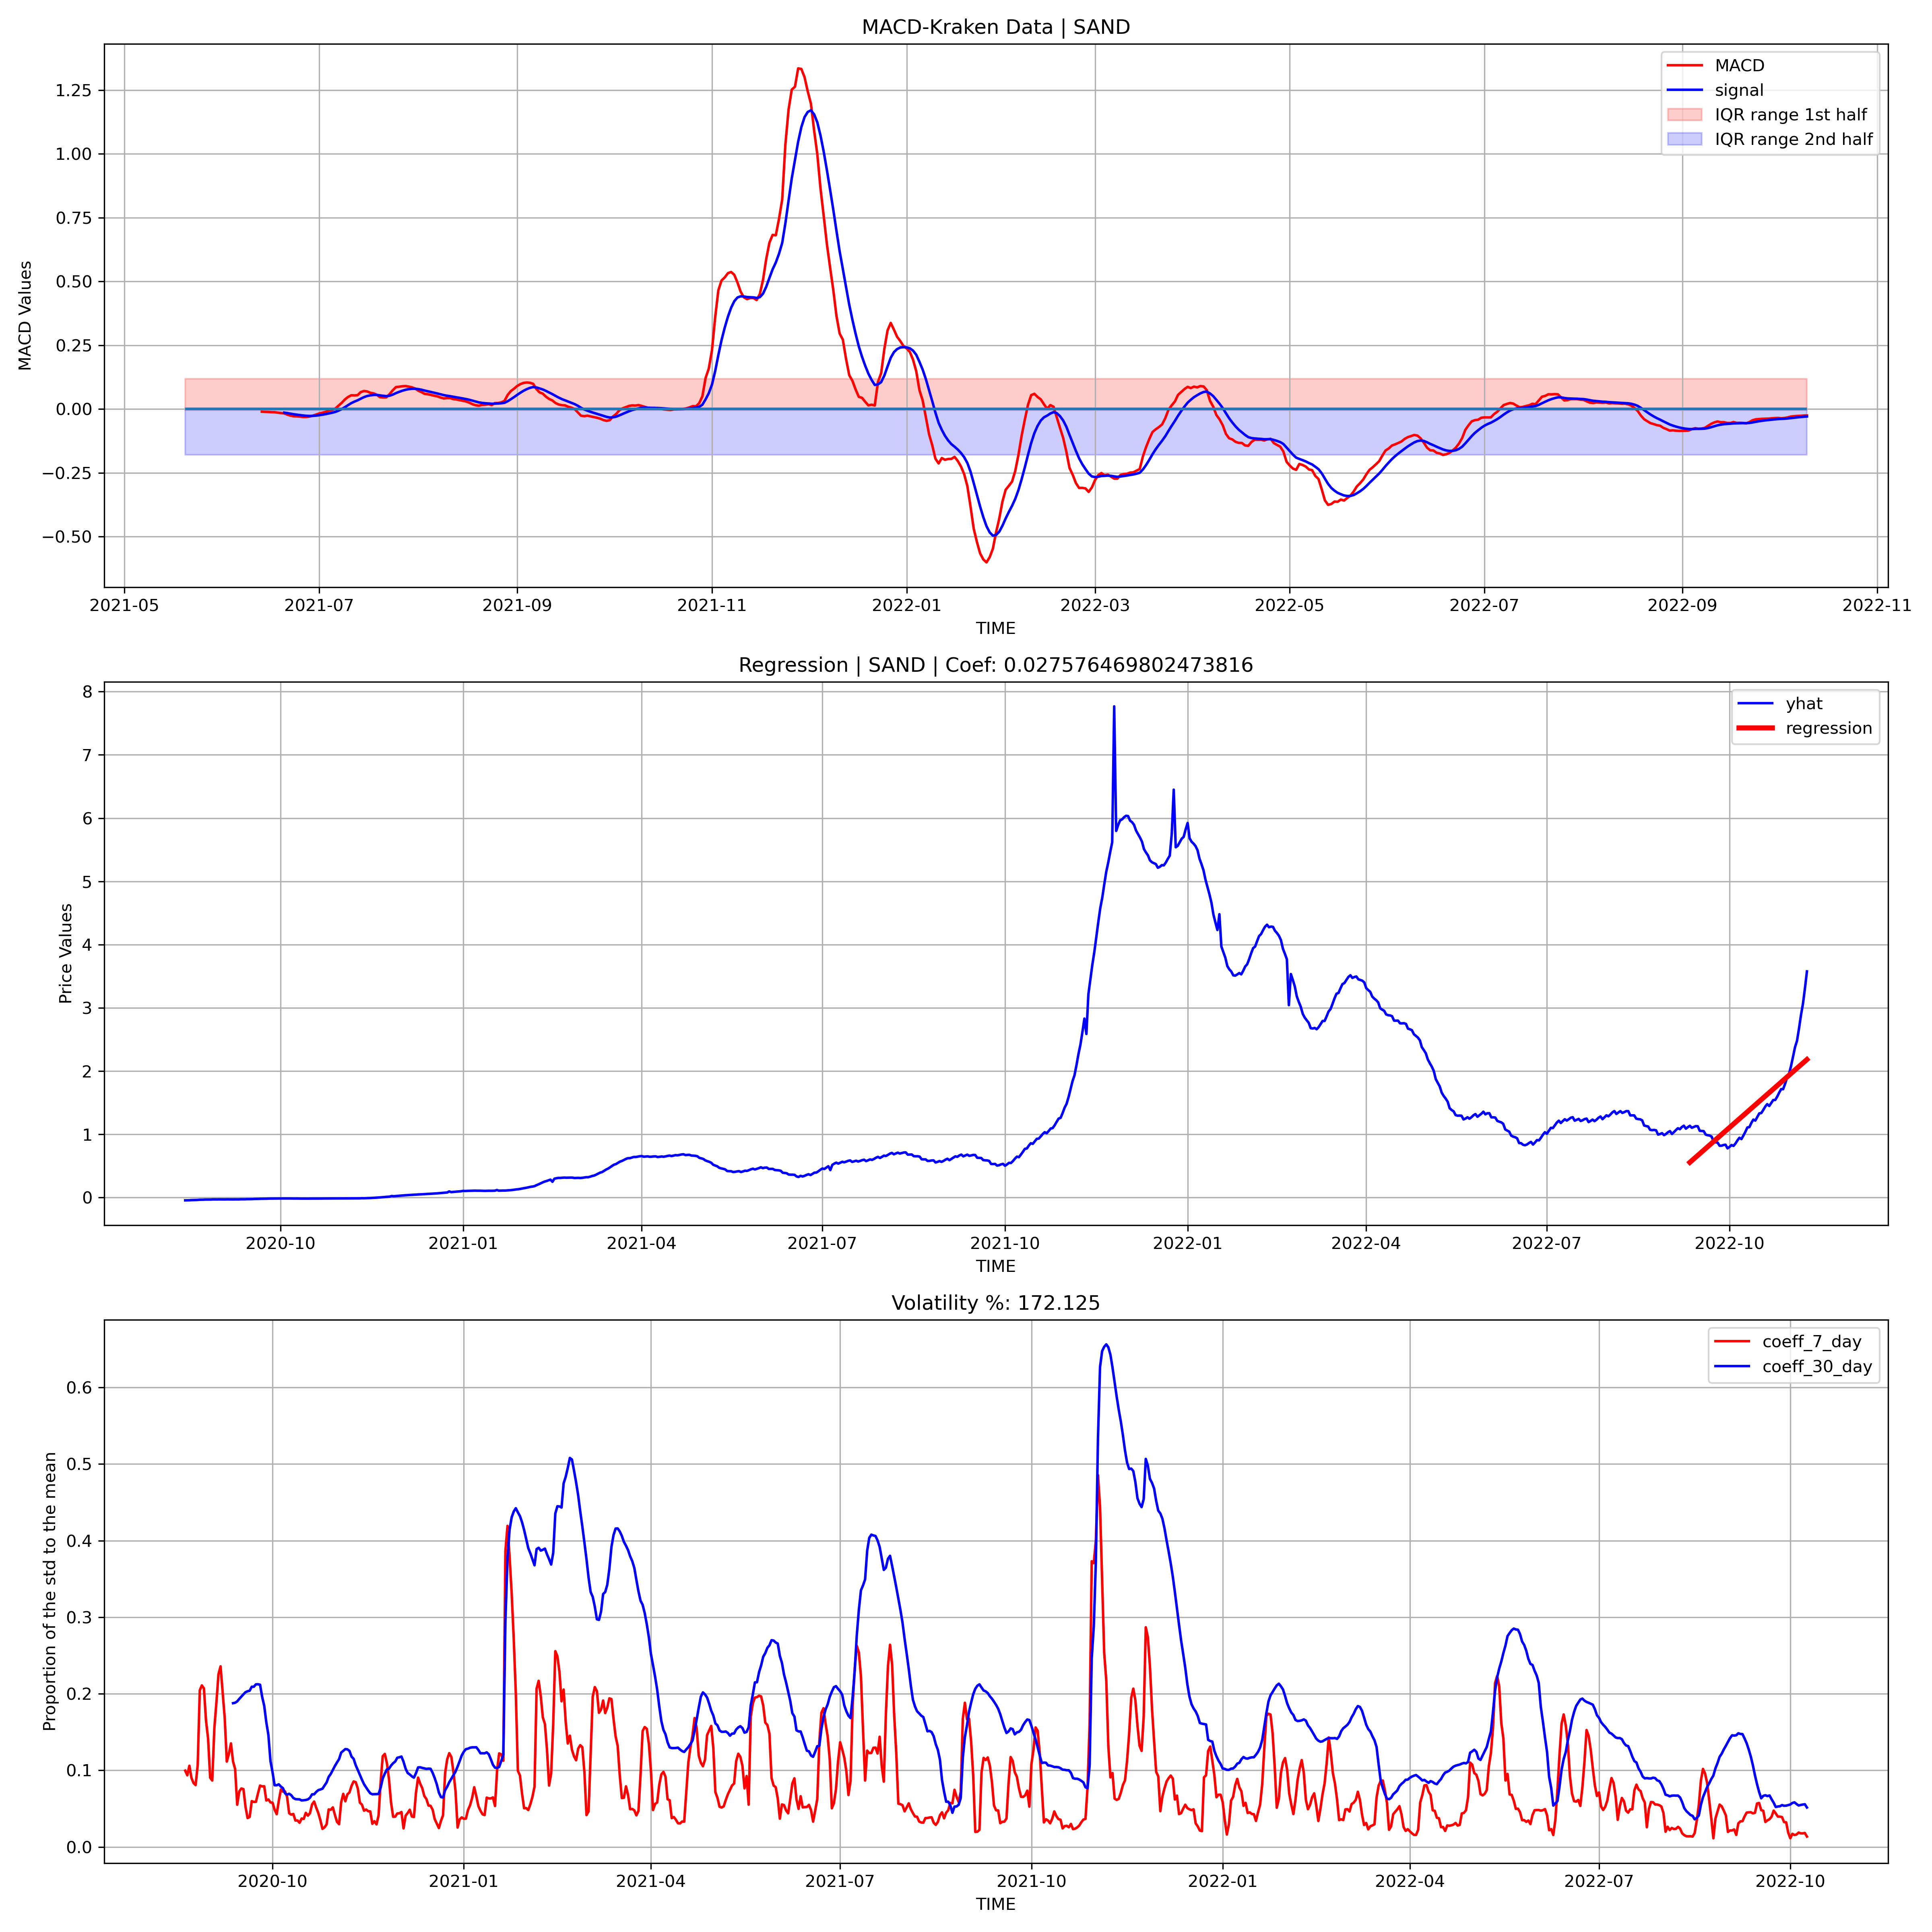 MACD-Kraken Data | SAND
MACD
signal
IQR range 1st half
IQR range 2nd half
MACD Values
1.25
1.00
0.75
0.50
0.25
0.00
−0.25
−0.50
2021-05 2021-07 2021-09 2021-11 2022-01 2022-03 2022-05 2022-07 2022-09 2022-11
TIME
Regression | SAND | Coef: 0.027576469802473816
yhat
regression
Price Values
8
7
6
5
4
3
2
1
0
2020-10 2021-01 2021-04 2021-07 2021-10 2022-01 2022-04 2022-07 2022-10
TIME
Volatility %: 172.125
coeff_7_day
coeff_30_day
Proportion of the std to the mean
0.6
0.5
0.4
0.3
0.2
0.1
0.0
2020-10 2021-01 2021-04 2021-07 2021-10 2022-01 2022-04 2022-07 2022-10
TIME